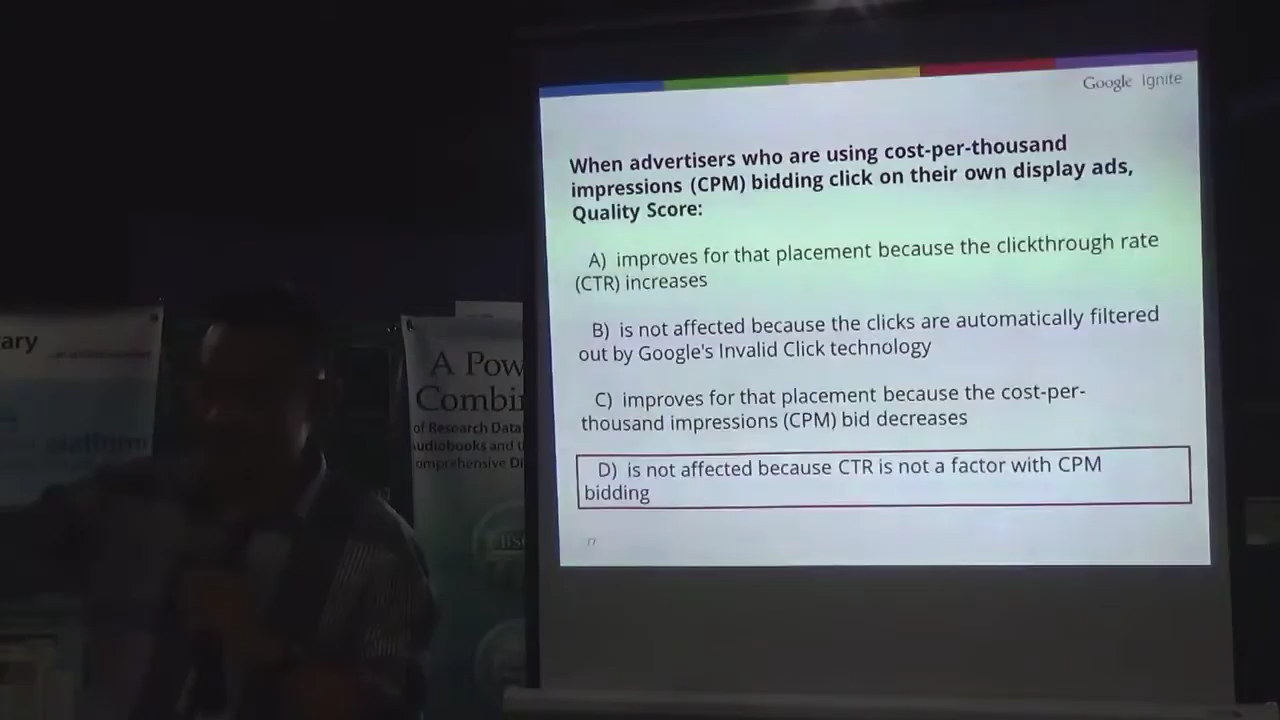 Google Ignite
When advertisers who are using cost-per-thousand
impressions (CPM) bidding click on their own display ads,
Quality Score:
A) improves for that placement because the clickthrough rate
(CTR) increases
B) is not affected because the clicks are automatically filtered
out by Google's Invalid Click technology
C) improves for that placement because the cost-per-
thousand impressions (CPM) bid decreases
D) is not affected because CTR is not a factor with CPM
bidding
17
ary
platform
A Pow
Combi
of Research Data
udiobooks and
omprehensive Di